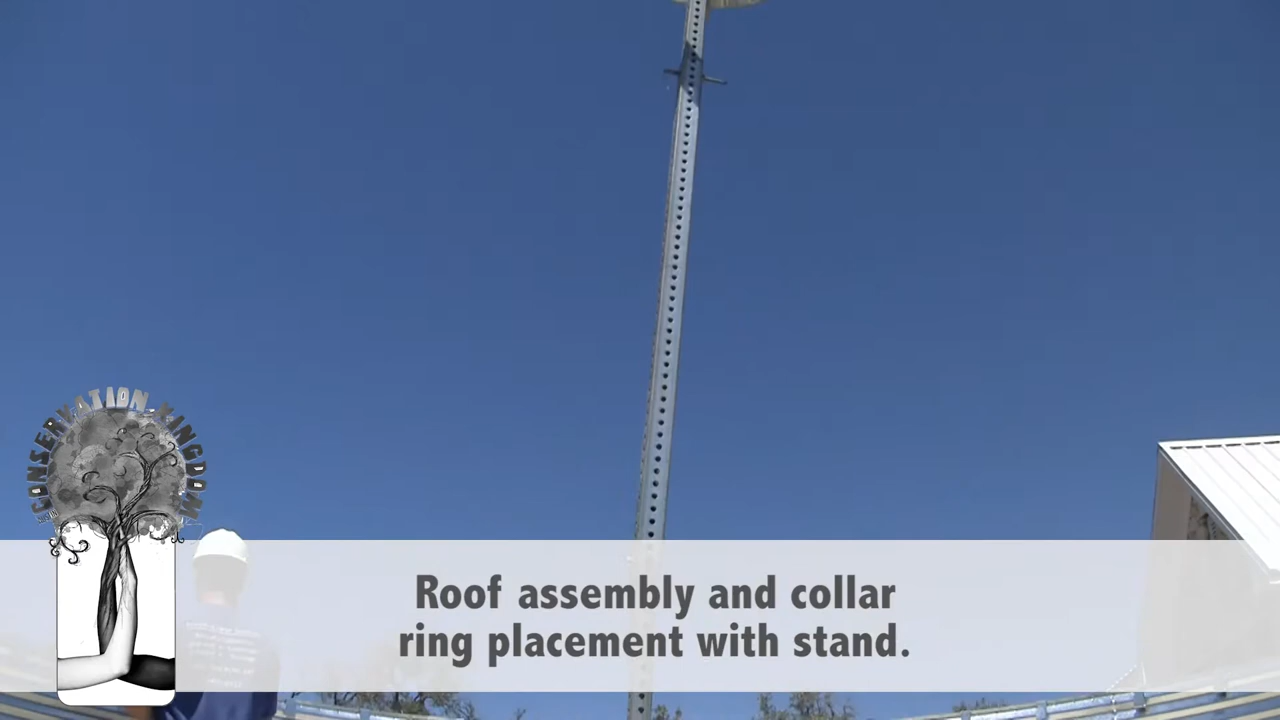 CONSERVATION KINGDOM
Roof assembly and collar
ring placement with stand.